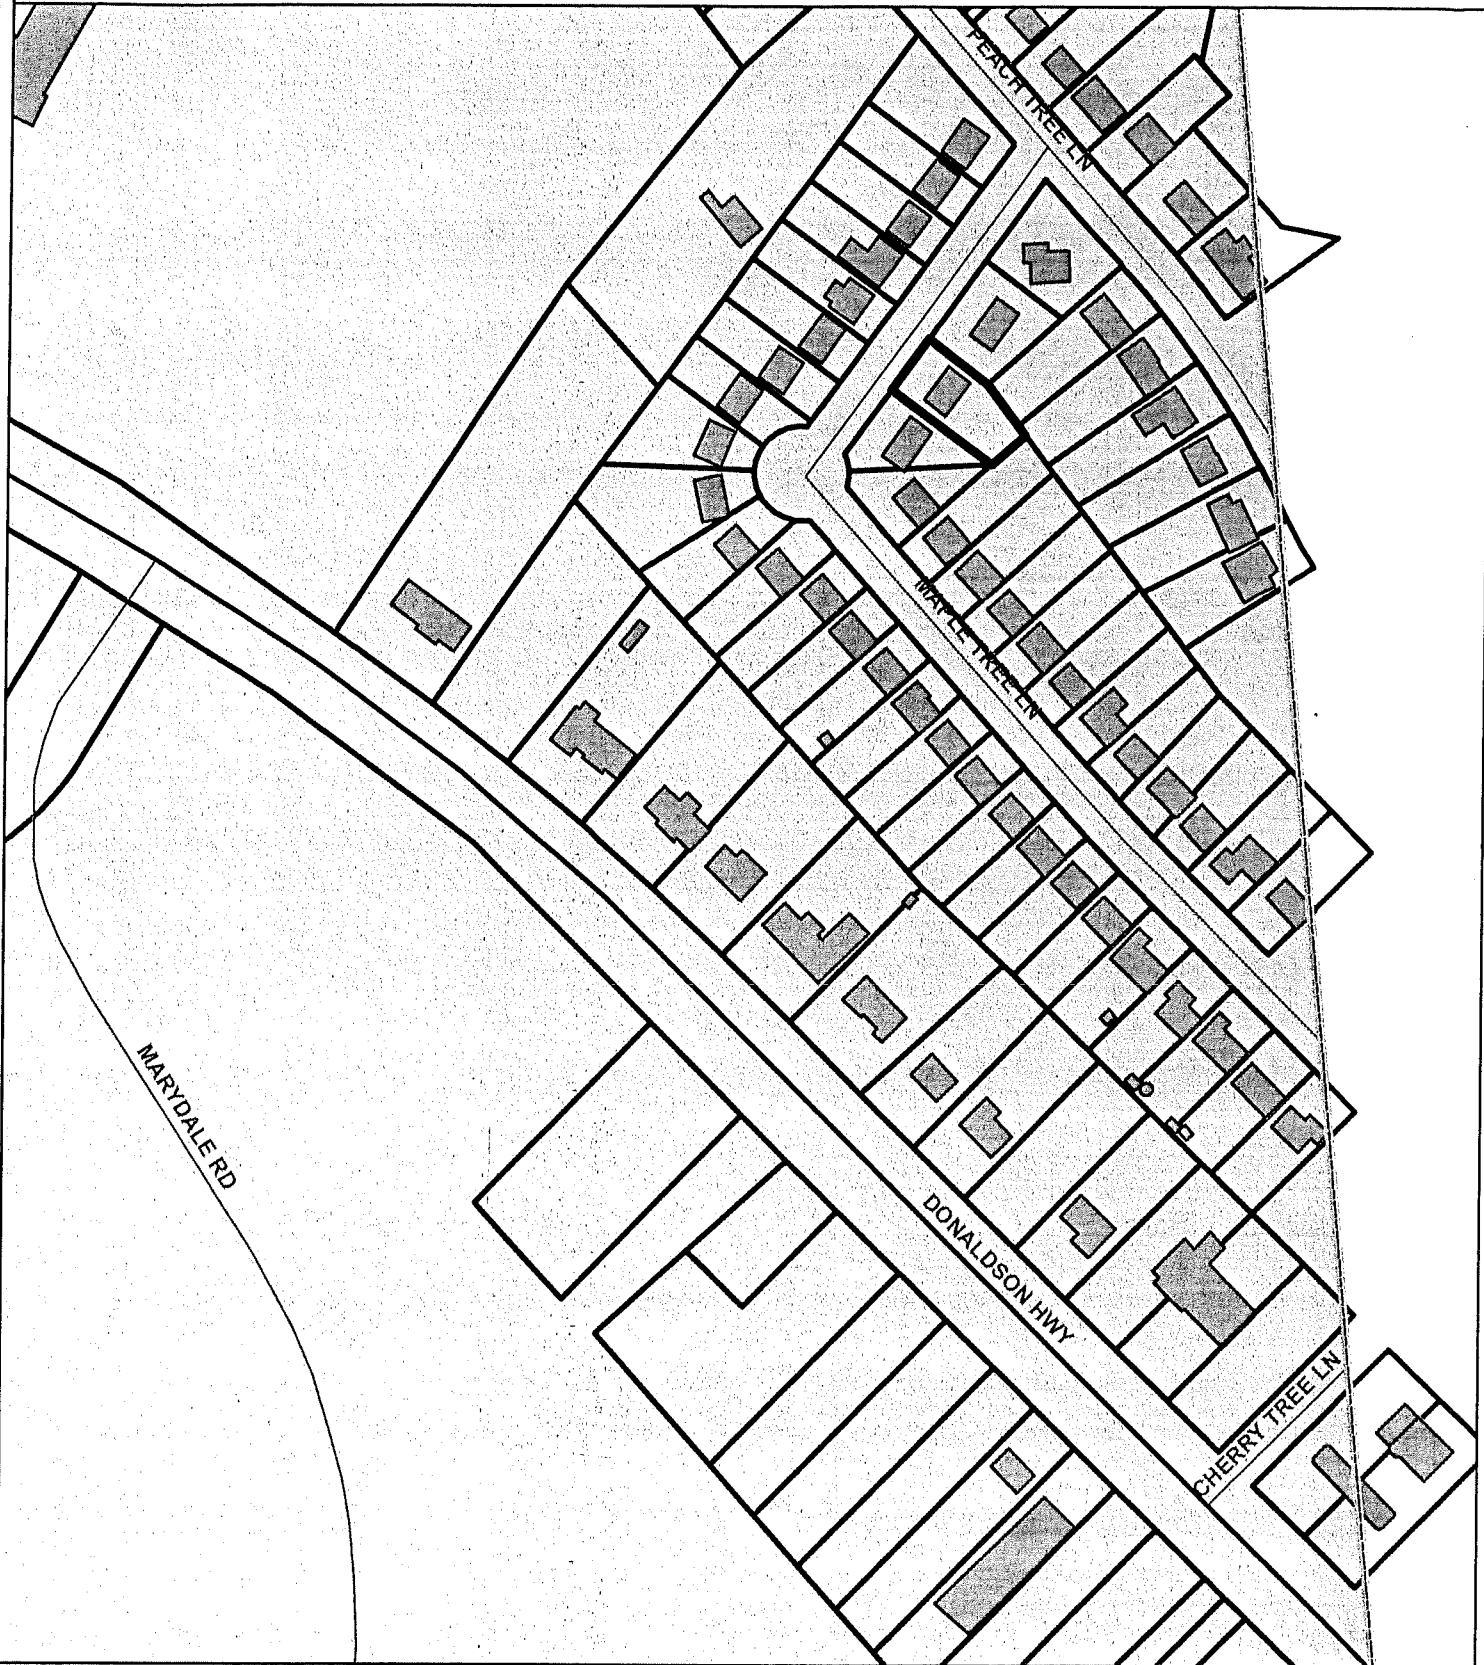 PEACH TREE LN
MAPLE TREE LN
MARYDALE RD
DONALDSON HWY
CHERRY TREE LN